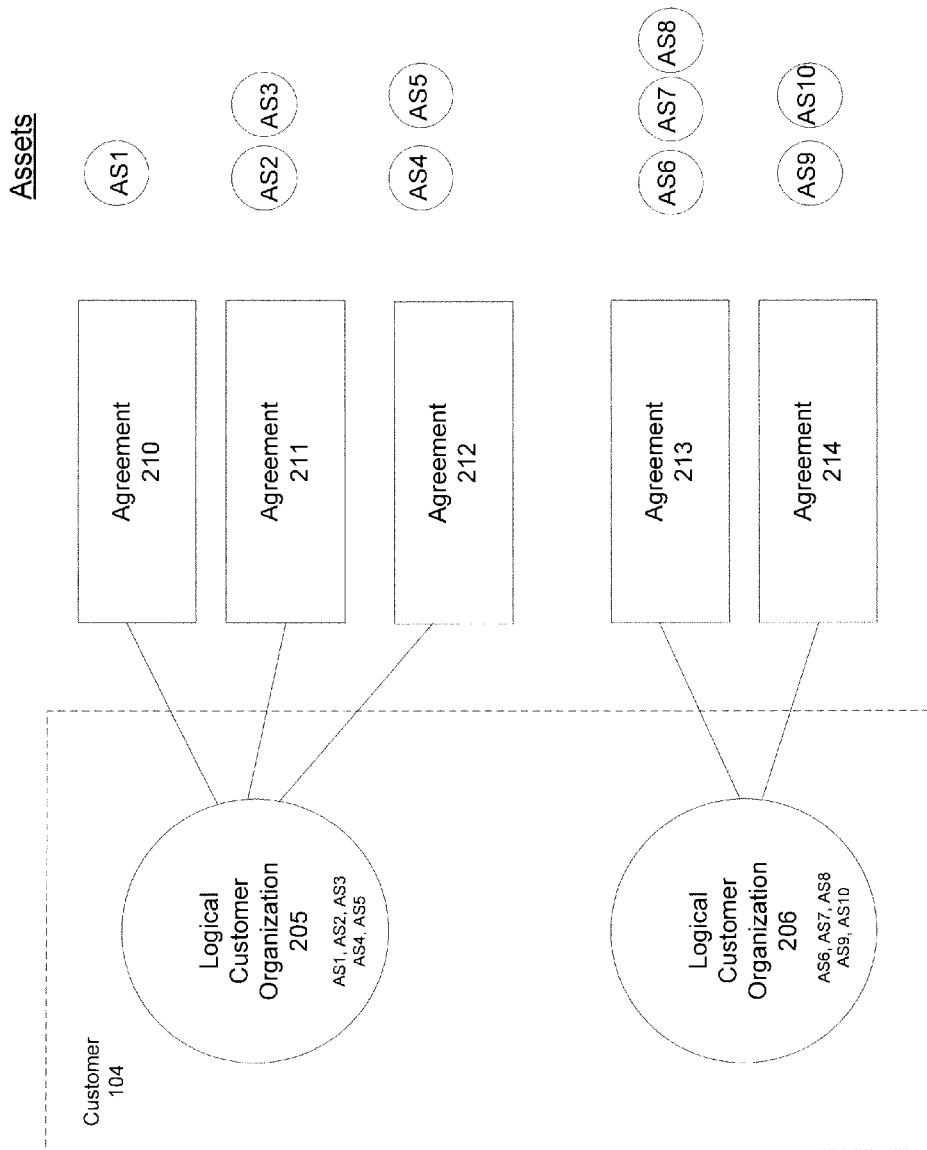 Assets
Customer
104
Logical
Customer
Organization
205
AS1, AS2, AS3
AS4, AS5
Agreement
210
AS1
Agreement
211
AS2
AS3
Agreement
212
AS4
AS5
Logical
Customer
Organization
206
AS6, AS7, AS8
AS9, AS10
Agreement
213
AS6
AS7
AS8
Agreement
214
AS9
AS10